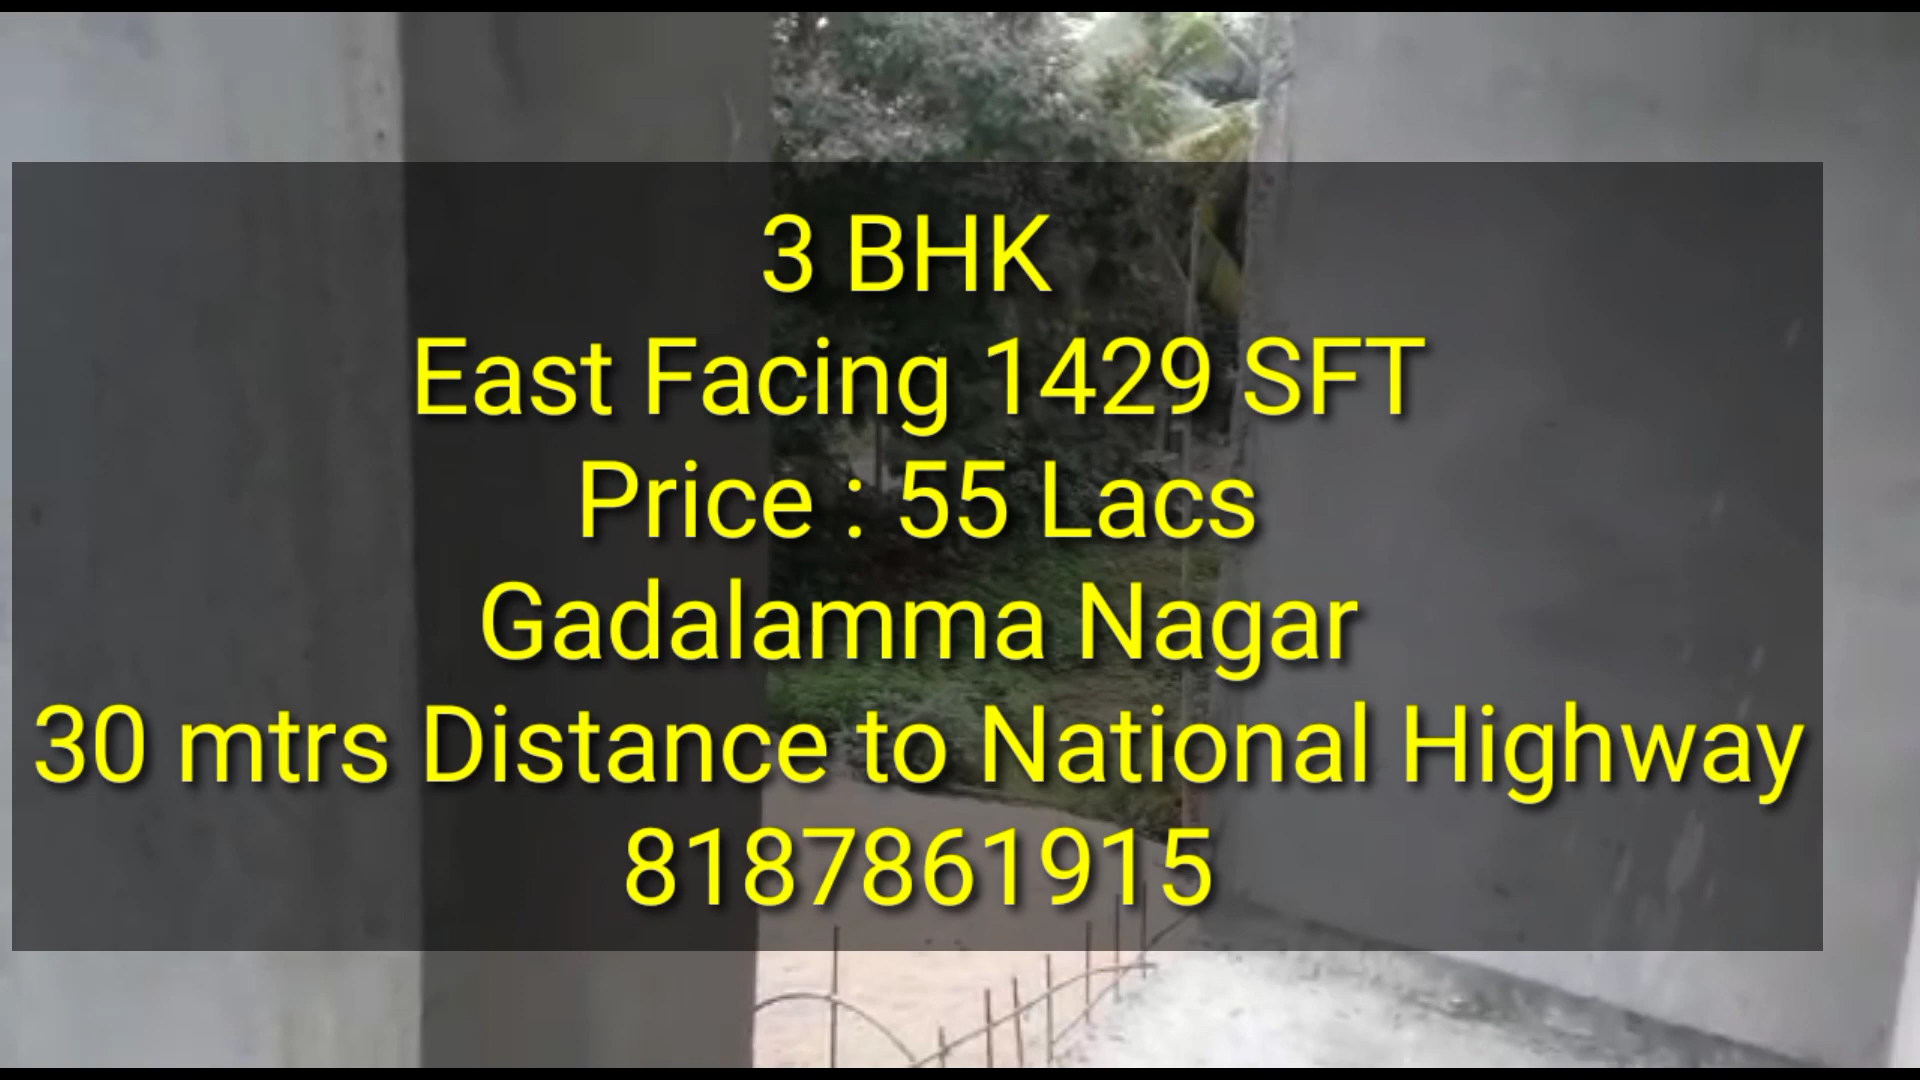 3 BHK
East Facing 1429 SFT
Price : 55 Lacs
Gadalamma Nagar
30 mtrs Distance to National Highway
8187861915